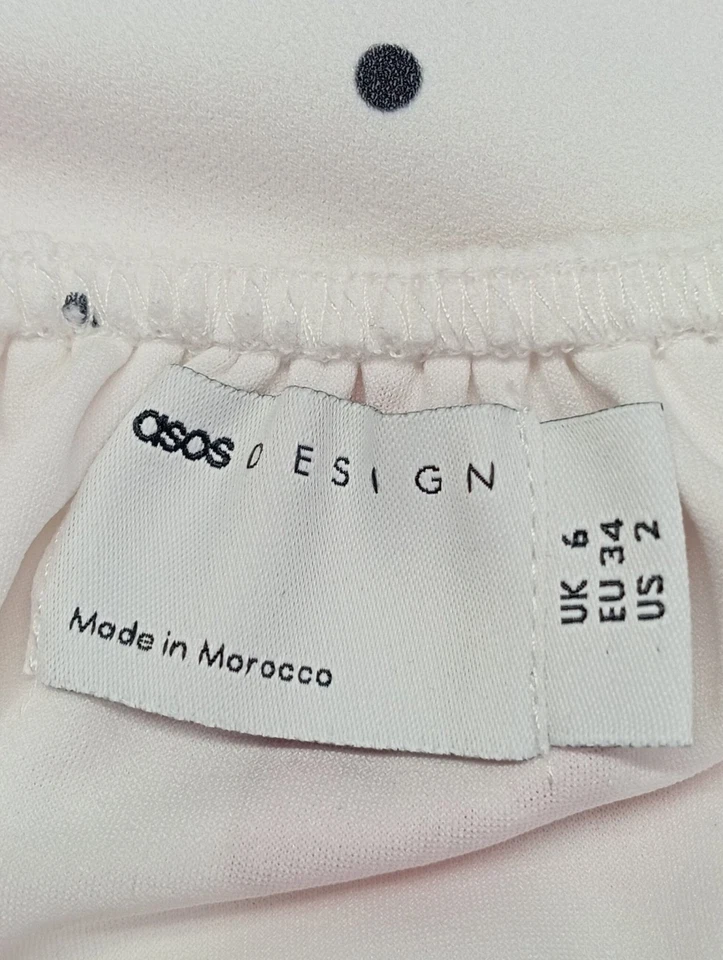 asos DESIGN
Made in Morocco
UK 6
EU 34
US 2